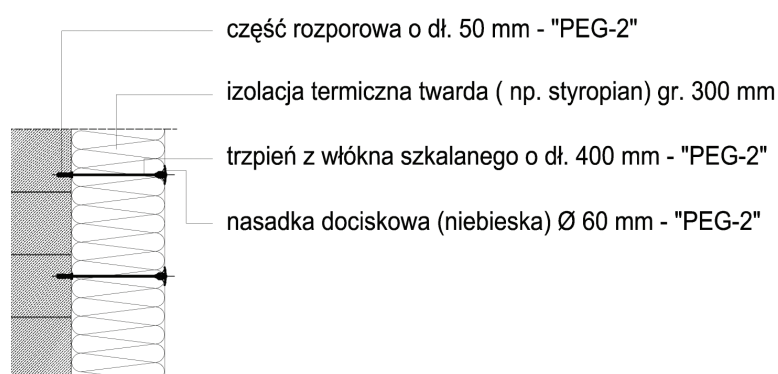 część rozporowa o dł. 50 mm - "PEG-2"
izolacja termiczna twarda ( np. styropian) gr. 300 mm
trzpień z włókna szkalanego o dł. 400 mm - "PEG-2"
nasadka dociskowa (niebieska) Ø 60 mm - "PEG-2"